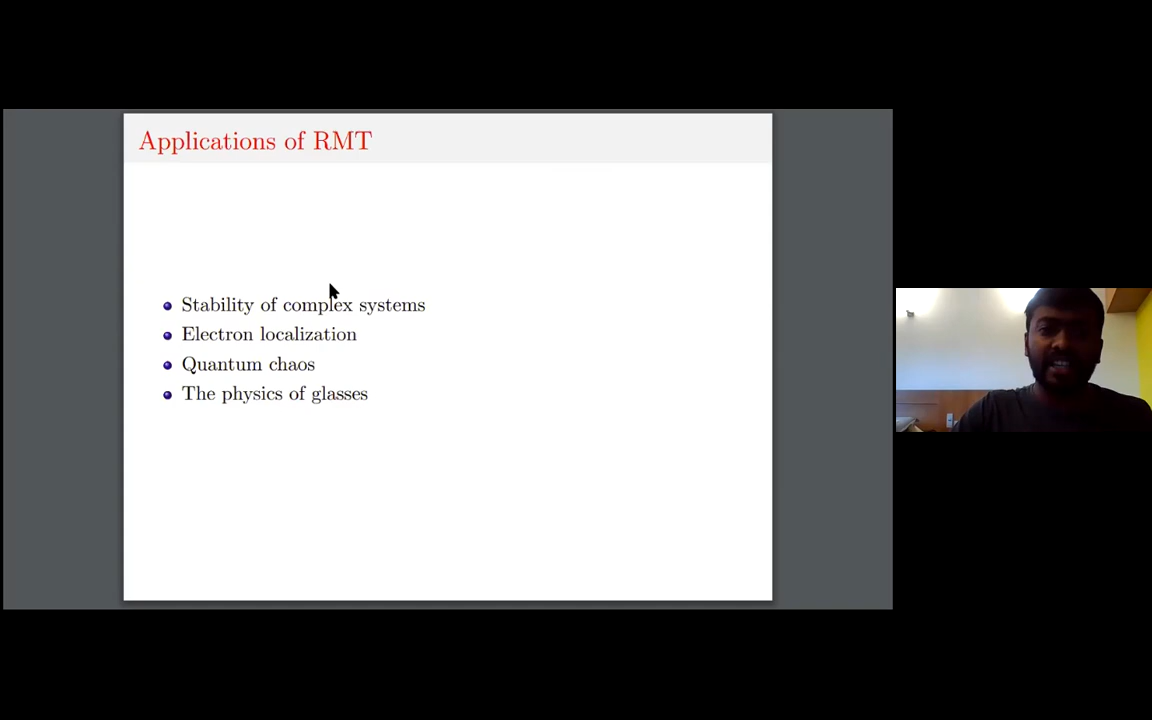 Applications of RMT
Stability of complex systems
Electron localization
Quantum chaos
The physics of glasses